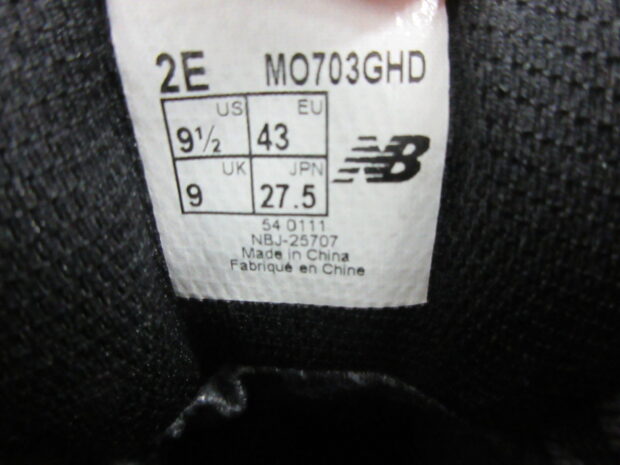 2E MO703GHD
US EU
9½ 43
UK JPN
9 27.5
NB
54 0111
NBJ-25707
Made in China
Fabriqué en Chine